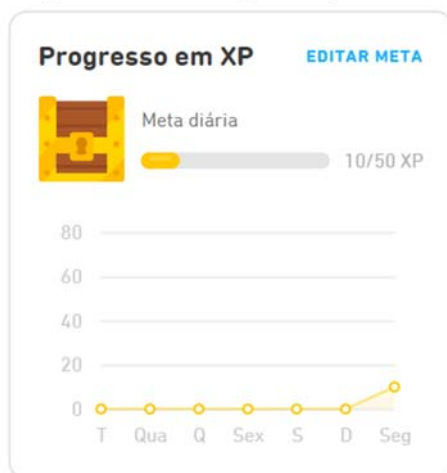 Progresso em XP EDITAR META
Meta diária
10/50 XP
80
60
40
20
0
T Qua Q Sex S D Seg